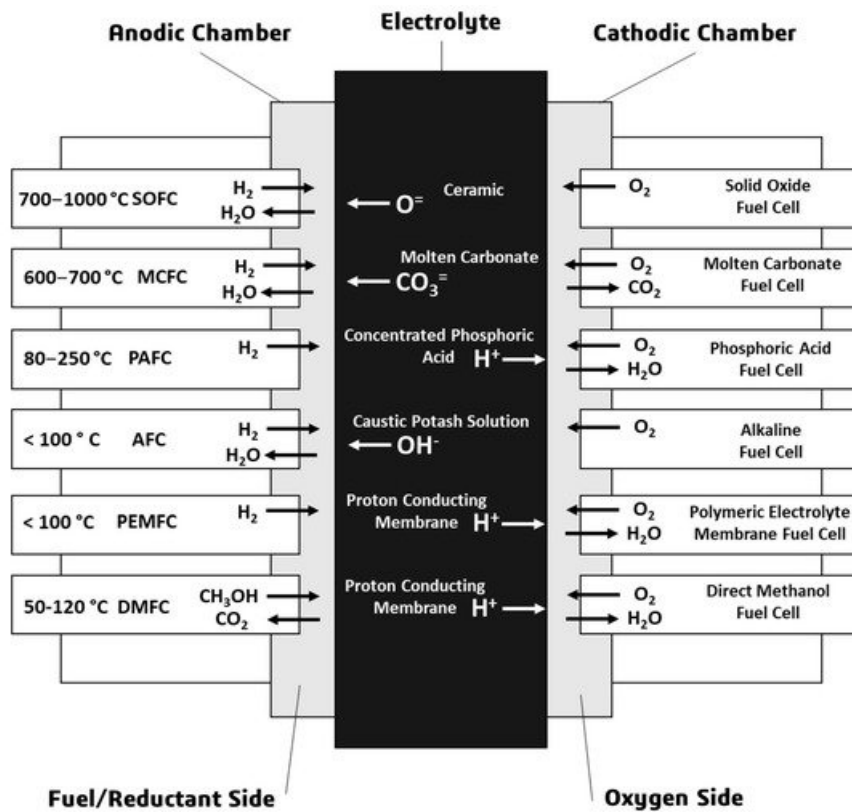 Anodic Chamber
Electrolyte
Cathodic Chamber
700–1000 °C SOFC
H₂
H₂O
O⁼
Ceramic
O₂
Solid Oxide
Fuel Cell
600–700 °C MCFC
H₂
H₂O
Molten Carbonate
CO₃⁼
O₂
CO₂
Molten Carbonate
Fuel Cell
80–250 °C PAFC
H₂
Concentrated Phosphoric
Acid H⁺
O₂
H₂O
Phosphoric Acid
Fuel Cell
< 100 ° C AFC
H₂
H₂O
Caustic Potash Solution
OH⁻
O₂
Alkaline
Fuel Cell
< 100 °C PEMFC
H₂
Proton Conducting
Membrane H⁺
O₂
H₂O
Polymeric Electrolyte
Membrane Fuel Cell
50-120 °C DMFC
CH₃OH
CO₂
Proton Conducting
Membrane H⁺
O₂
H₂O
Direct Methanol
Fuel Cell
Fuel/Reductant Side
Oxygen Side